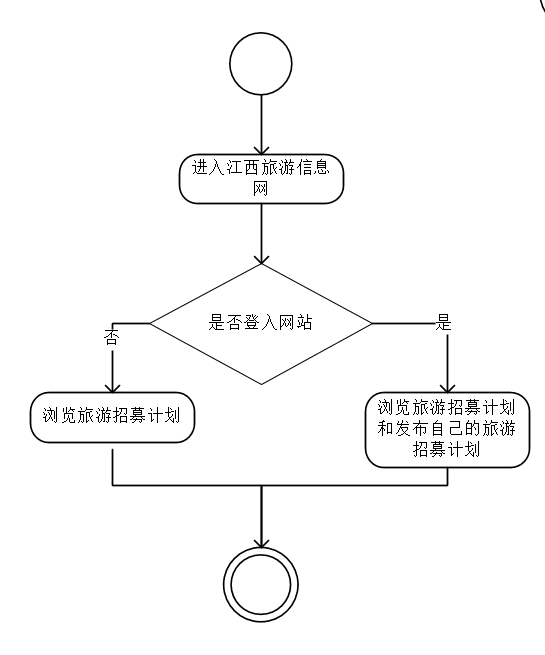 进入江西旅游信息
网
是否登入网站
否
是
浏览旅游招募计划
浏览旅游招募计划
和发布自己的旅游
招募计划